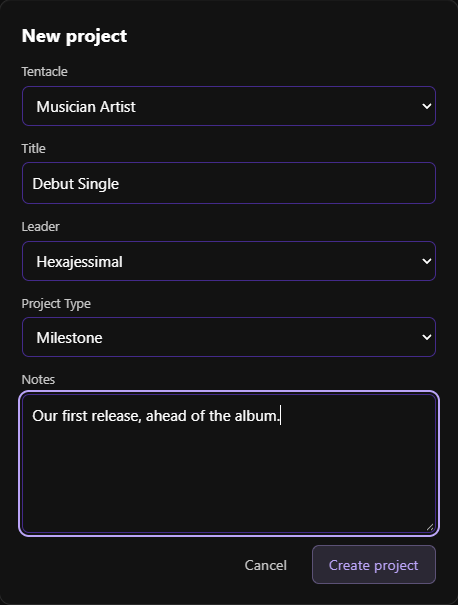 New project
Tentacle
Musician Artist
Title
Debut Single
Leader
Hexajessimal
Project Type
Milestone
Notes
Our first release, ahead of the album.
Cancel
Create project